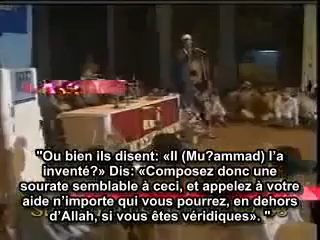 "Ou bien ils disent: «Il (Mu?ammad) l'a
inventé?» Dis: «Composez donc une
sourate semblable à ceci, et appelez à votre
aide n'importe qui vous pourrez, en dehors
d'Allah, si vous êtes véridiques». "